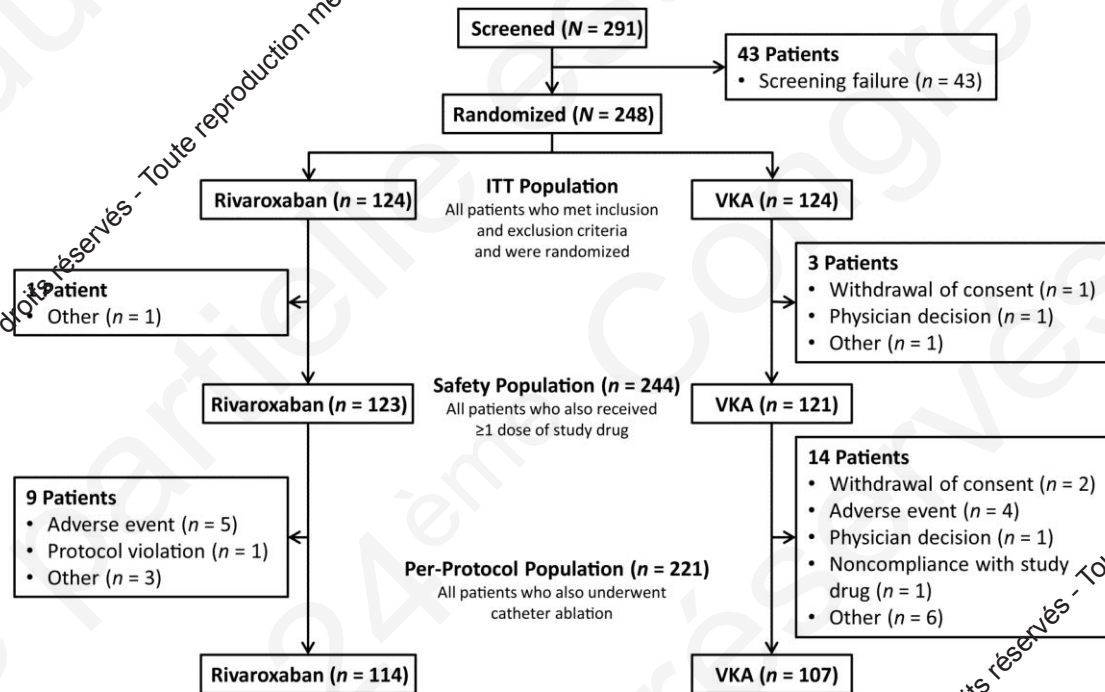 Screened (N = 291)
43 Patients
• Screening failure (n = 43)
Randomized (N = 248)
Rivaroxaban (n = 124)
ITT Population
All patients who met inclusion
and exclusion criteria
and were randomized
VKA (n = 124)
1 Patient
• Other (n = 1)
3 Patients
• Withdrawal of consent (n = 1)
• Physician decision (n = 1)
• Other (n = 1)
Rivaroxaban (n = 123)
Safety Population (n = 244)
All patients who also received
≥1 dose of study drug
VKA (n = 121)
9 Patients
• Adverse event (n = 5)
• Protocol violation (n = 1)
• Other (n = 3)
14 Patients
• Withdrawal of consent (n = 2)
• Adverse event (n = 4)
• Physician decision (n = 1)
• Noncompliance with study
drug (n = 1)
• Other (n = 6)
Per-Protocol Population (n = 221)
All patients who also underwent
catheter ablation
Rivaroxaban (n = 114)
VKA (n = 107)
droits réservés - Toute reproduction
partielle
24ème Congrè
réservés
réservés